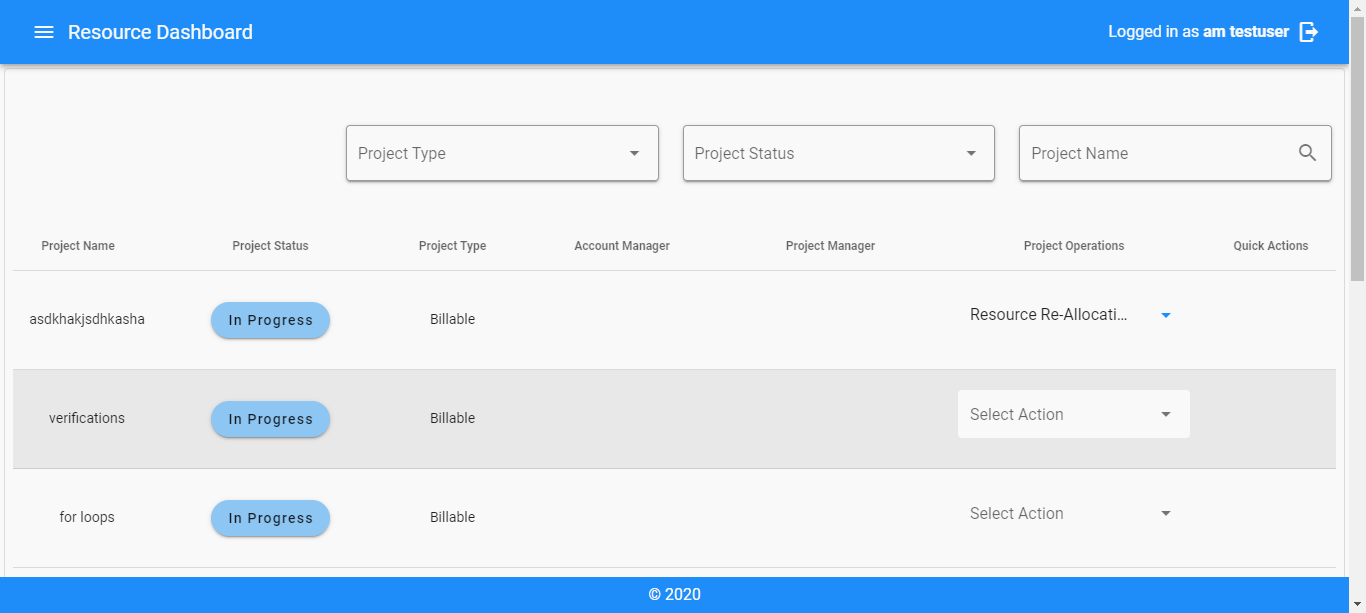 Resource Dashboard Logged in as am testuser
Project Type Project Status Project Name
Project Name Project Status Project Type Account Manager Project Manager Project Operations Quick Actions
asdkhakjsdhkasha In Progress Billable Resource Re-Allocati...
verifications In Progress Billable Select Action
for loops In Progress Billable Select Action
© 2020